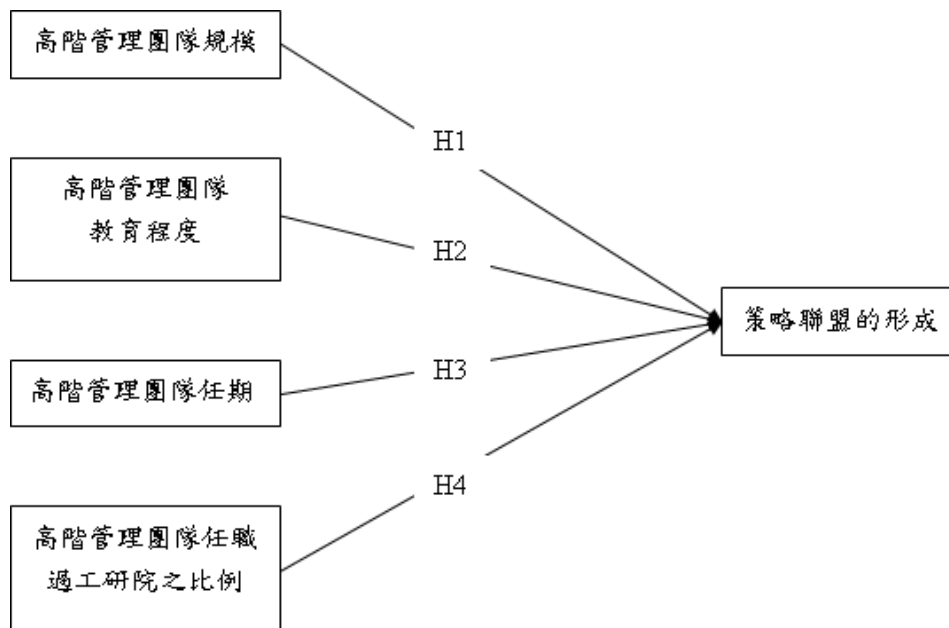 高階管理團隊規模
H1
高階管理團隊
教育程度
H2
策略聯盟的形成
高階管理團隊任期
H3
H4
高階管理團隊任職
過工研院之比例